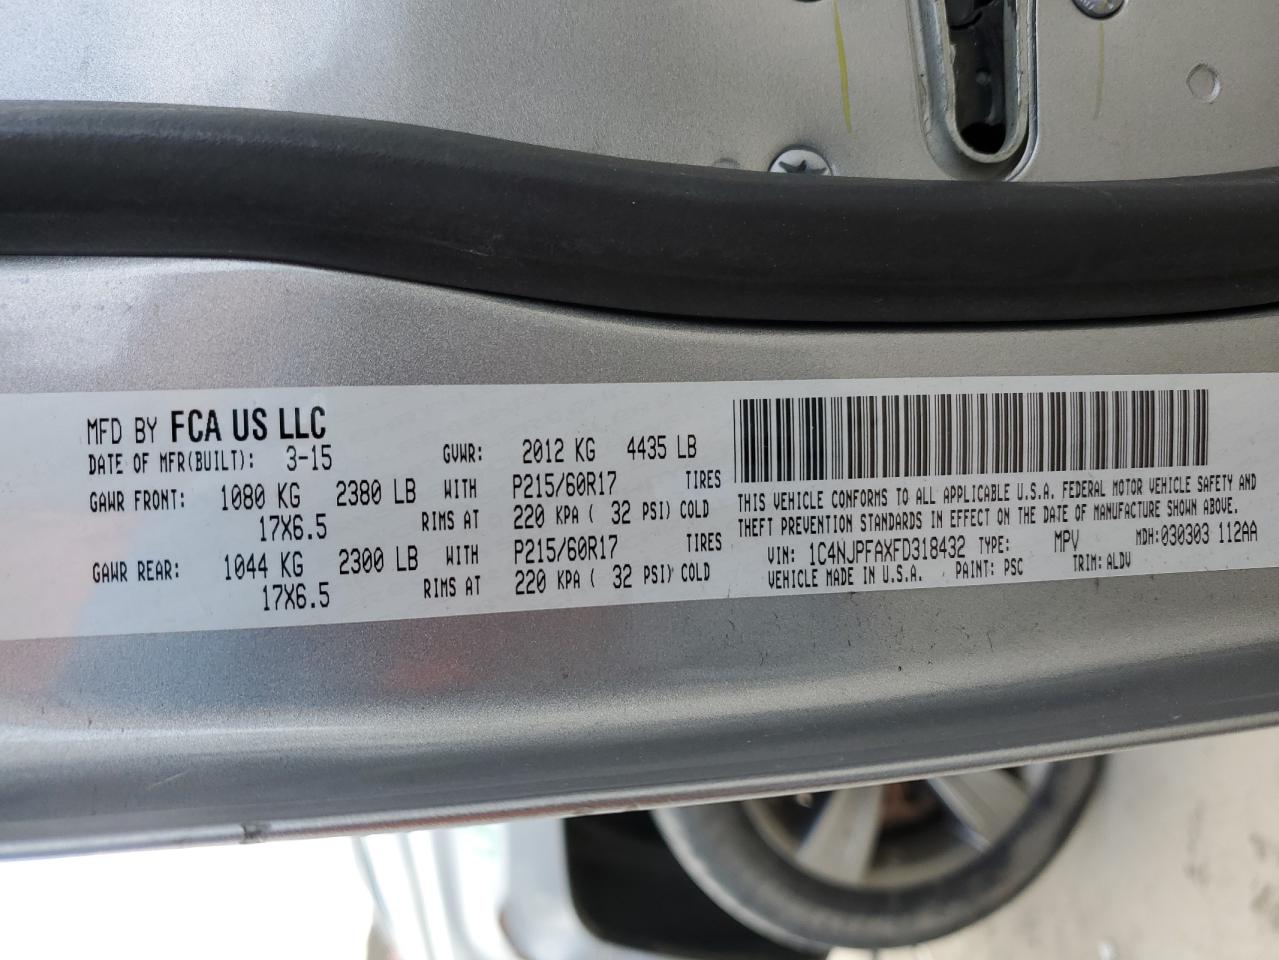 MFD BY FCA US LLC
DATE OF MFR(BUILT): 3-15 GVWR: 2012 KG 4435 LB
GAWR FRONT: 1080 KG 2380 LB WITH P215/60R17 TIRES
17X6.5 RIMS AT 220 KPA ( 32 PSI) COLD
GAWR REAR: 1044 KG 2300 LB WITH P215/60R17 TIRES
17X6.5 RIMS AT 220 KPA ( 32 PSI) COLD
THIS VEHICLE CONFORMS TO ALL APPLICABLE U.S.A. FEDERAL MOTOR VEHICLE SAFETY AND
THEFT PREVENTION STANDARDS IN EFFECT ON THE DATE OF MANUFACTURE SHOWN ABOVE.
VIN: 1C4NJPFAXFD318432 TYPE: MPV MDH:030303 112AA
VEHICLE MADE IN U.S.A. PAINT: PSC TRIM: ALDV